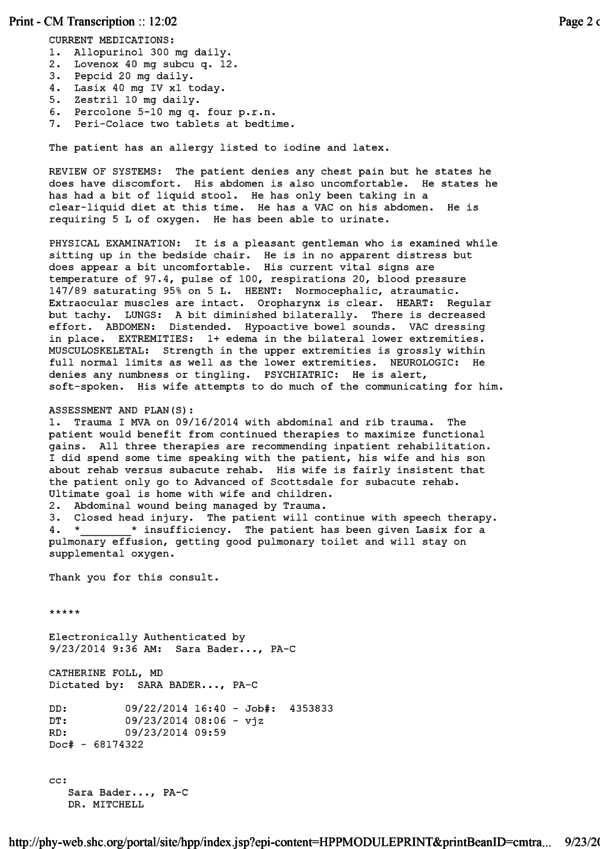 Print - CM Transcription :: 12:02
Page 2 o
CURRENT MEDICATIONS:
1. Allopurinol 300 mg daily.
2. Lovenox 40 mg subcu q. 12.
3. Pepcid 20 mg daily.
4. Lasix 40 mg IV x1 today.
5. Zestril 10 mg daily.
6. Percolone 5-10 mg q. four p.r.n.
7. Peri-Colace two tablets at bedtime.
The patient has an allergy listed to iodine and latex.
REVIEW OF SYSTEMS: The patient denies any chest pain but he states he
does have discomfort. His abdomen is also uncomfortable. He states he
has had a bit of liquid stool. He has only been taking in a
clear-liquid diet at this time. He has a VAC on his abdomen. He is
requiring 5 L of oxygen. He has been able to urinate.
PHYSICAL EXAMINATION: It is a pleasant gentleman who is examined while
sitting up in the bedside chair. He is in no apparent distress but
does appear a bit uncomfortable. His current vital signs are
temperature of 97.4, pulse of 100, respirations 20, blood pressure
147/89 saturating 95% on 5 L. HEENT: Normocephalic, atraumatic.
Extraocular muscles are intact. Oropharynx is clear. HEART: Regular
but tachy. LUNGS: A bit diminished bilaterally. There is decreased
effort. ABDOMEN: Distended. Hypoactive bowel sounds. VAC dressing
in place. EXTREMITIES: 1+ edema in the bilateral lower extremities.
MUSCULOSKELETAL: Strength in the upper extremities is grossly within
full normal limits as well as the lower extremities. NEUROLOGIC: He
denies any numbness or tingling. PSYCHIATRIC: He is alert,
soft-spoken. His wife attempts to do much of the communicating for him.
ASSESSMENT AND PLAN(S):
1. Trauma I MVA on 09/16/2014 with abdominal and rib trauma. The
patient would benefit from continued therapies to maximize functional
gains. All three therapies are recommending inpatient rehabilitation.
I did spend some time speaking with the patient, his wife and his son
about rehab versus subacute rehab. His wife is fairly insistent that
the patient only go to Advanced of Scottsdale for subacute rehab.
Ultimate goal is home with wife and children.
2. Abdominal wound being managed by Trauma.
3. Closed head injury. The patient will continue with speech therapy.
4. *_______* insufficiency. The patient has been given Lasix for a
pulmonary effusion, getting good pulmonary toilet and will stay on
supplemental oxygen.
Thank you for this consult.
*****
Electronically Authenticated by
9/23/2014 9:36 AM: Sara Bader..., PA-C
CATHERINE FOLL, MD
Dictated by: SARA BADER..., PA-C
DD: 09/22/2014 16:40 - Job#: 4353833
DT: 09/23/2014 08:06 - vjz
RD: 09/23/2014 09:59
Doc# - 68174322
cc:
Sara Bader..., PA-C
DR. MITCHELL
http://phy-web.shc.org/portal/site/hpp/index.jsp?epi-content=HPPMODULEPRINT&printBeanID=cmtra... 9/23/20